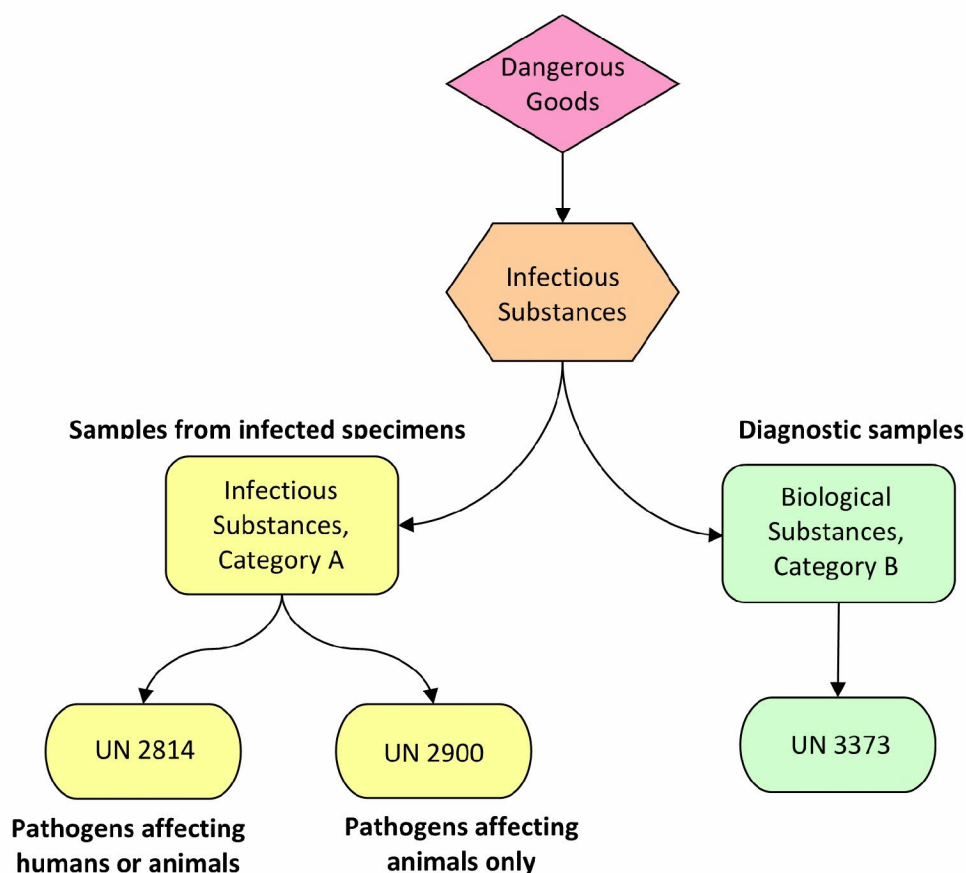 Dangerous
Goods
Infectious
Substances
Samples from infected specimens
Diagnostic samples
Infectious
Substances,
Category A
Biological
Substances,
Category B
UN 2814
UN 2900
UN 3373
Pathogens affecting
humans or animals
Pathogens affecting
animals only